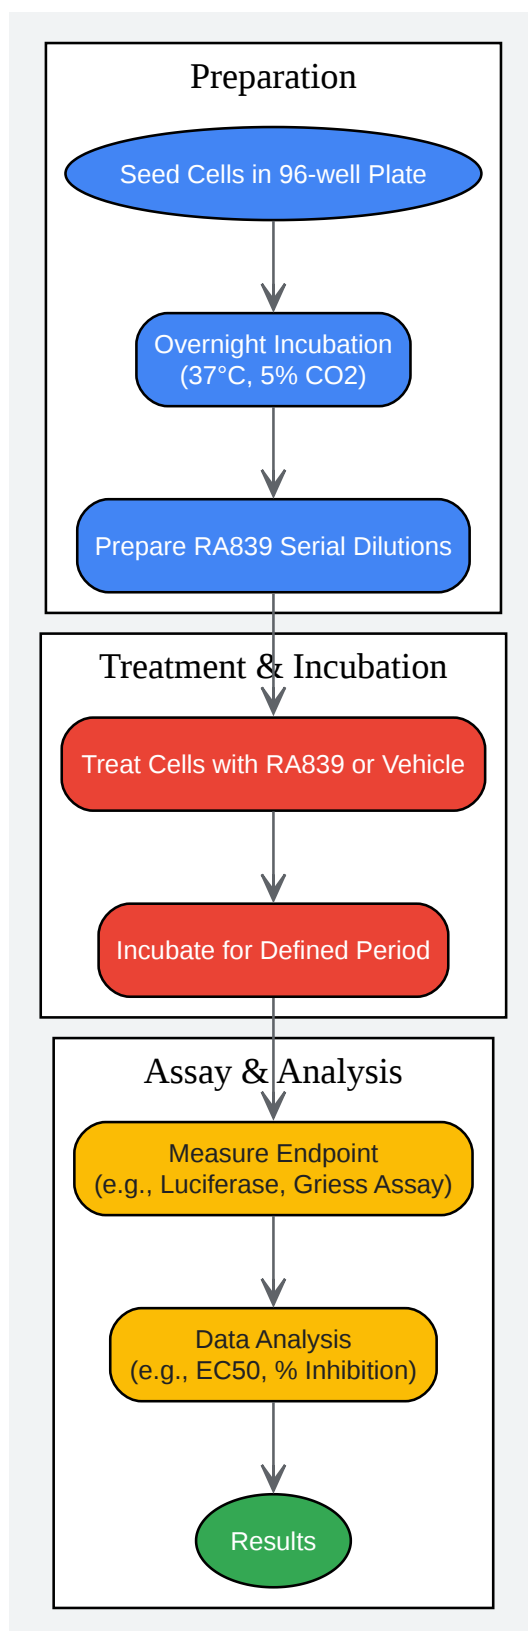 Preparation
Seed Cells in 96-well Plate
Overnight Incubation
(37°C, 5% CO2)
Prepare RA839 Serial Dilutions
Treatment & Incubation
Treat Cells with RA839 or Vehicle
Incubate for Defined Period
Assay & Analysis
Measure Endpoint
(e.g., Luciferase, Griess Assay)
Data Analysis
(e.g., EC50, % Inhibition)
Results